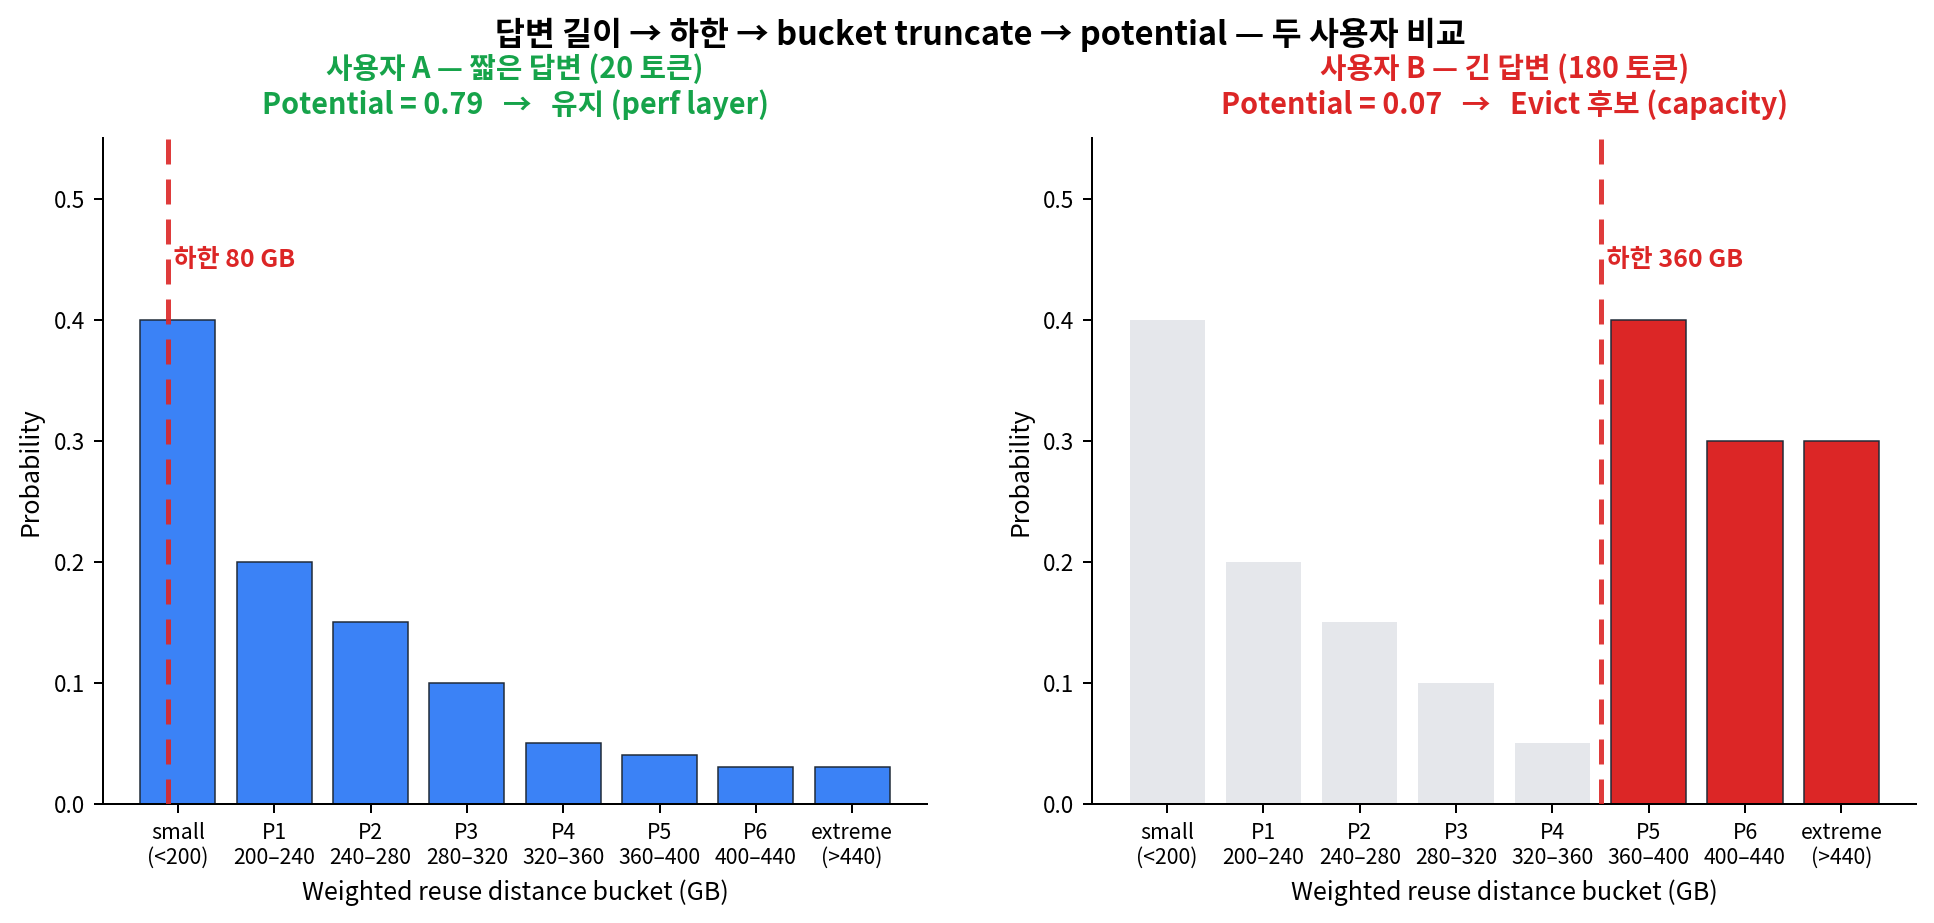 답변 길이 → 하한 → bucket truncate → potential — 두 사용자 비교
사용자 A — 짧은 답변 (20 토큰)
Potential = 0.79 → 유지 (perf layer)
0.5
0.4
0.3
0.2
0.1
0.0
Probability
하한 80 GB
small
(<200)
P1
200–240
P2
240–280
P3
280–320
P4
320–360
P5
360–400
P6
400–440
extreme
(>440)
Weighted reuse distance bucket (GB)
사용자 B — 긴 답변 (180 토큰)
Potential = 0.07 → Evict 후보 (capacity)
0.5
0.4
0.3
0.2
0.1
0.0
Probability
하한 360 GB
small
(<200)
P1
200–240
P2
240–280
P3
280–320
P4
320–360
P5
360–400
P6
400–440
extreme
(>440)
Weighted reuse distance bucket (GB)